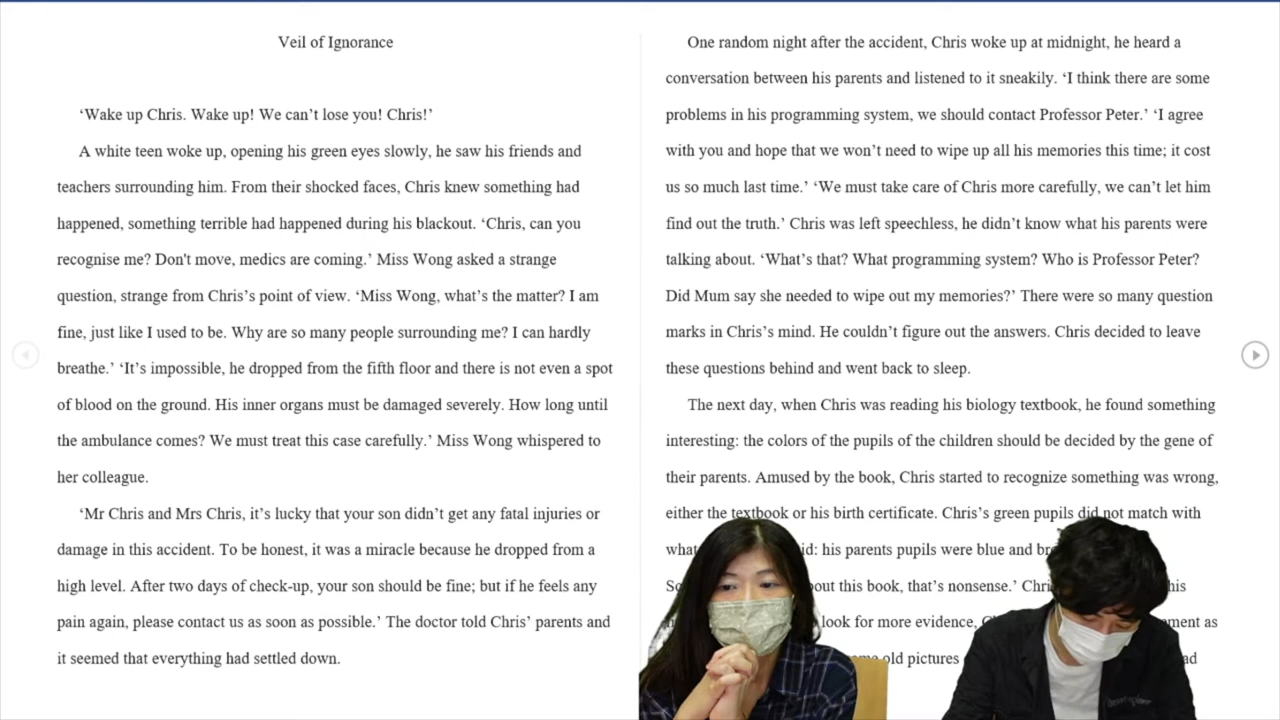 Veil of Ignorance
‘Wake up Chris. Wake up! We can’t lose you! Chris!’
A white teen woke up, opening his green eyes slowly, he saw his friends and
teachers surrounding him. From their shocked faces, Chris knew something had
happened, something terrible had happened during his blackout. ‘Chris, can you
recognise me? Don't move, medics are coming.’ Miss Wong asked a strange
question, strange from Chris’s point of view. ‘Miss Wong, what’s the matter? I am
fine, just like I used to be. Why are so many people surrounding me? I can hardly
breathe.’ ‘It’s impossible, he dropped from the fifth floor and there is not even a spot
of blood on the ground. His inner organs must be damaged severely. How long until
the ambulance comes? We must treat this case carefully.’ Miss Wong whispered to
her colleague.
‘Mr Chris and Mrs Chris, it’s lucky that your son didn’t get any fatal injuries or
damage in this accident. To be honest, it was a miracle because he dropped from a
high level. After two days of check-up, your son should be fine; but if he feels any
pain again, please contact us as soon as possible.’ The doctor told Chris’ parents and
it seemed that everything had settled down.
One random night after the accident, Chris woke up at midnight, he heard a
conversation between his parents and listened to it sneakily. ‘I think there are some
problems in his programming system, we should contact Professor Peter.’ ‘I agree
with you and hope that we won’t need to wipe up all his memories this time; it cost
us so much last time.’ ‘We must take care of Chris more carefully, we can’t let him
find out the truth.’ Chris was left speechless, he didn’t know what his parents were
talking about. ‘What’s that? What programming system? Who is Professor Peter?
Did Mum say she needed to wipe out my memories?’ There were so many question
marks in Chris’s mind. He couldn’t figure out the answers. Chris decided to leave
these questions behind and went back to sleep.
The next day, when Chris was reading his biology textbook, he found something
interesting: the colors of the pupils of the children should be decided by the gene of
their parents. Amused by the book, Chris started to recognize something was wrong,
either the textbook or his birth certificate. Chris’s green pupils did not match with
his parents pupils were blue and
this book, that’s nonsense.’ his
look for more evidence, as
old pictures